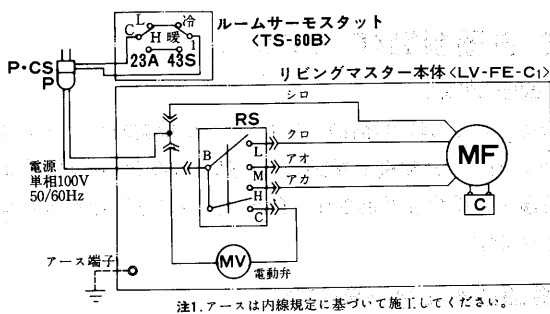 ルームサーモスタット
<TS-60B>
L
冷
C
H
暖
1
23A 43S
P・CS
P
リビングマスター本体<LV-FE-C1>
シロ
RS
クロ
B
L
アオ
M
アカ
H
C
MF
C
電源
単相100V
50/60Hz
MV
電動弁
アース端子
注1.アースは内線規定に基づいて施工してください。